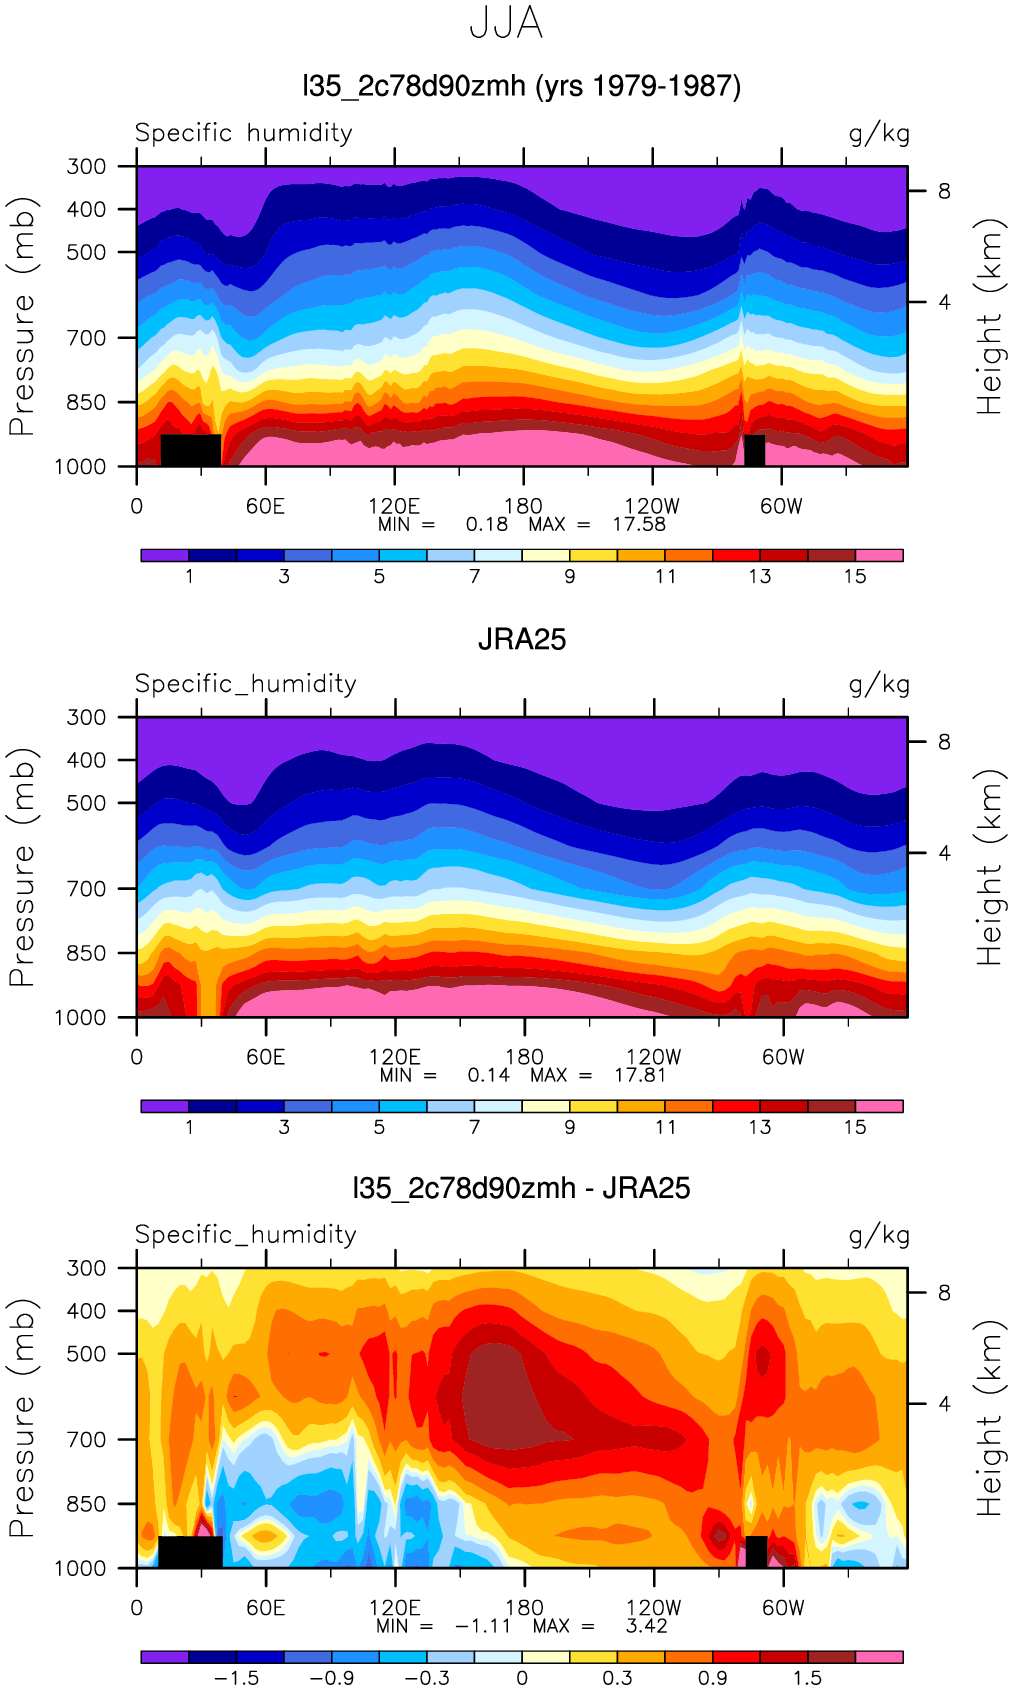 JJA
l35_2c78d90zmh (yrs 1979-1987)
Specific humidity g/kg
Pressure (mb)
300
400
500
700
850
1000
8
4
Height (km)
0 60E 120E 180 120W 60W
MIN = 0.18 MAX = 17.58
1 3 5 7 9 11 13 15
JRA25
Specific_humidity g/kg
Pressure (mb)
300
400
500
700
850
1000
8
4
Height (km)
0 60E 120E 180 120W 60W
MIN = 0.14 MAX = 17.81
1 3 5 7 9 11 13 15
l35_2c78d90zmh - JRA25
Specific_humidity g/kg
Pressure (mb)
300
400
500
700
850
1000
8
4
Height (km)
0 60E 120E 180 120W 60W
MIN = -1.11 MAX = 3.42
-1.5 -0.9 -0.3 0 0.3 0.9 1.5